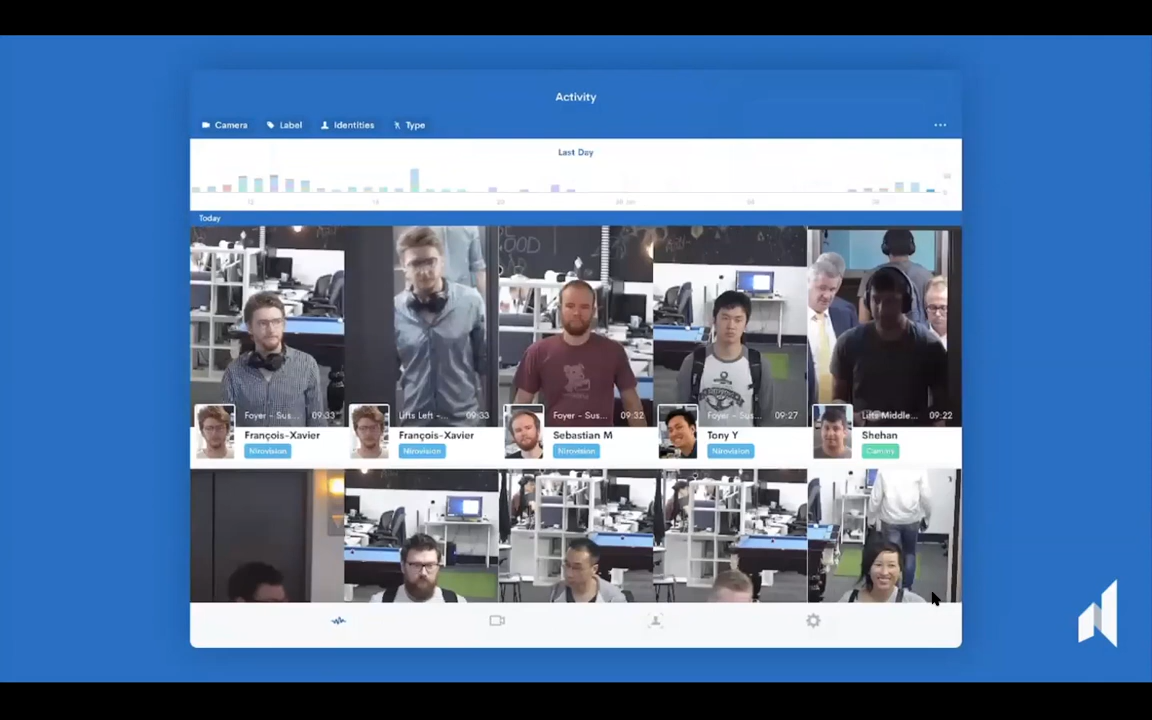 Activity
Camera Label Identities Type
Last Day
12
Today
OOD
Foyer - Sus... 09:33
Lifts Left -... 09:33
Foyer - Sus... 09:32
Foyer - Sus... 09:27
Lifts Middle... 09:22
François-Xavier
François-Xavier
Sebastian M
Tony Y
Shehan
Nirovision
Nirovision
Nirovision
Nirovision